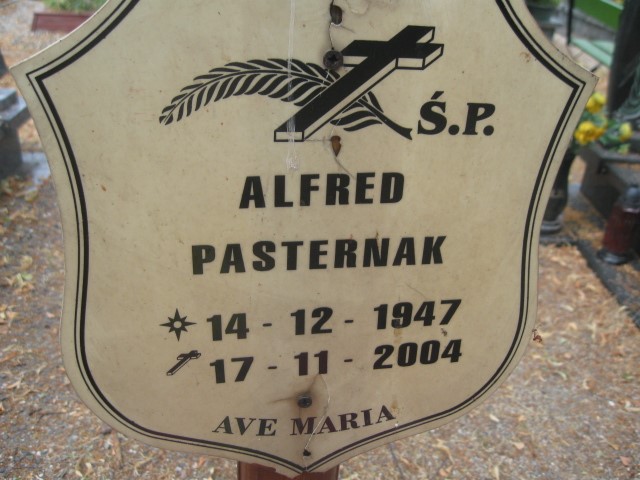 Ś.P.
ALFRED
PASTERNAK
14 - 12 - 1947
17 - 11 - 2004
AVE MARIA